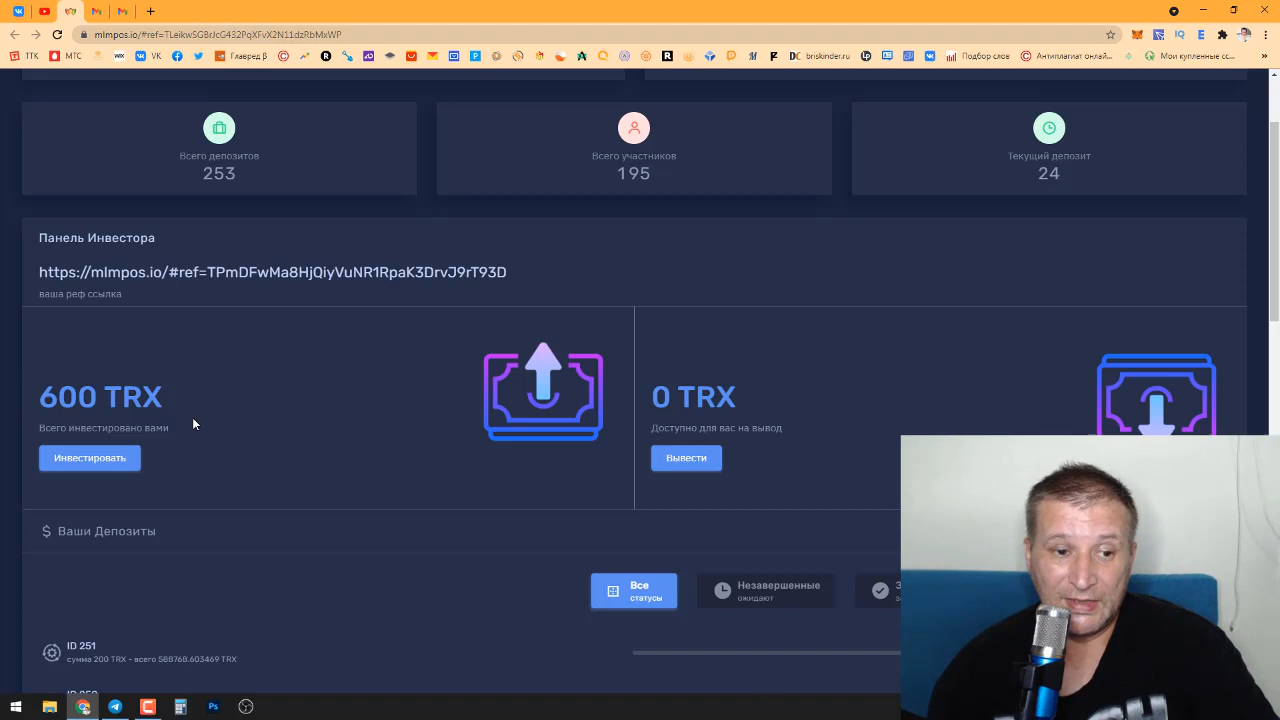 mlmpos.io/#ref=TLeikwSGBrJcG432PqXFvX2N11dzRbMxWP
ТТК
МТС
VK
Главред β
briskinder.ru
Подбор слов
Антиплагиат онлай...
Мои купленные сс...
Всего депозитов
253
Всего участников
195
Текущий депозит
24
Панель Инвестора
https://mlmpos.io/#ref=TPmDFwMa8HjQiyVuNR1RpaK3DrvJ9rT93D
ваша реф ссылка
600 TRX
Всего инвестировано вами
Инвестировать
0 TRX
Доступно для вас на вывод
Вывести
$ Ваши Депозиты
Все
статусы
Незавершенные
ожидают
ID 251
сумма 200 TRX - всего 588768.603469 TRX